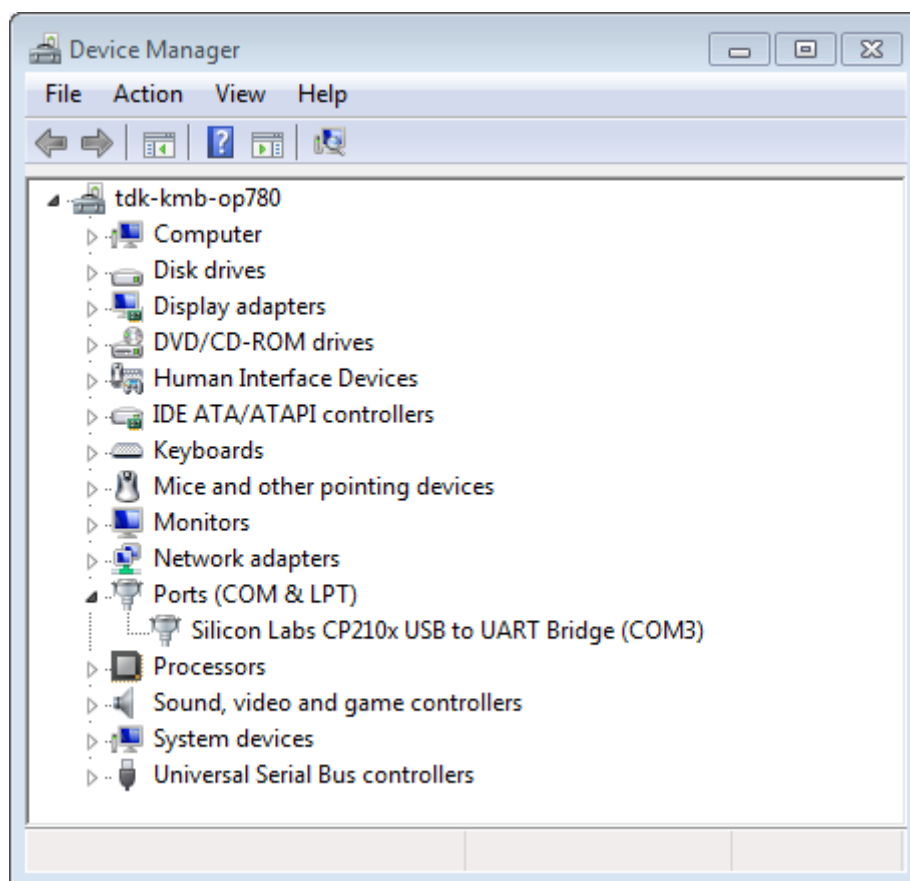 Device Manager
File Action View Help
tdk-kmb-op780
Computer
Disk drives
Display adapters
DVD/CD-ROM drives
Human Interface Devices
IDE ATA/ATAPI controllers
Keyboards
Mice and other pointing devices
Monitors
Network adapters
Ports (COM & LPT)
Silicon Labs CP210x USB to UART Bridge (COM3)
Processors
Sound, video and game controllers
System devices
Universal Serial Bus controllers